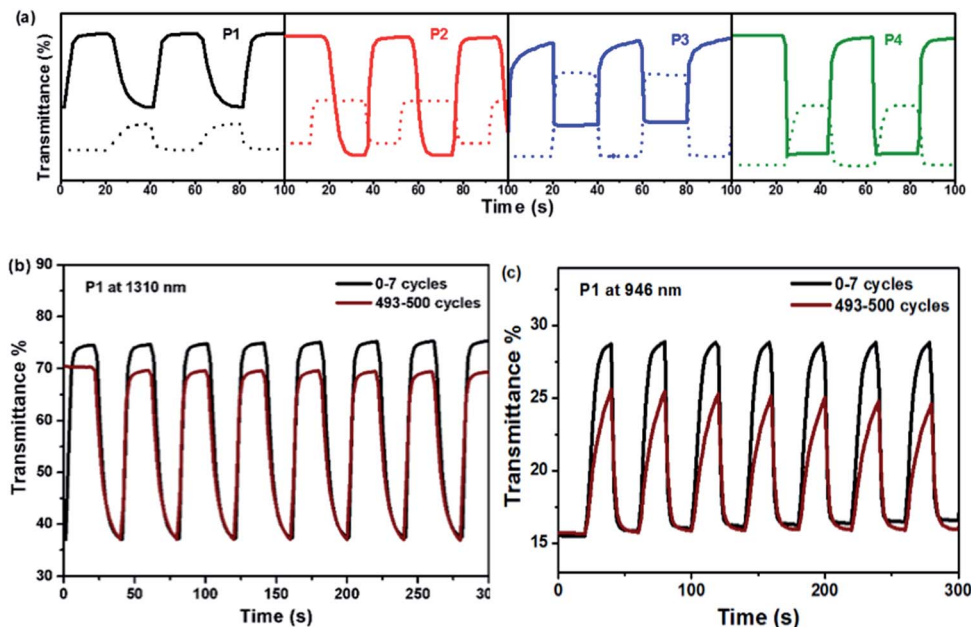 (a)
P1 P2 P3 P4
Transmittance (%)
0 20 40 60 80 100 20 40 60 80 100 20 40 60 80 100 20 40 60 80 100
Time (s)
(b)
P1 at 1310 nm
0-7 cycles
493-500 cycles
Transmittance %
90
80
70
60
50
40
30
0 50 100 150 200 250 300
Time (s)
(c)
P1 at 946 nm
0-7 cycles
493-500 cycles
Transmittance %
30
25
20
15
0 100 200 300
Time (s)